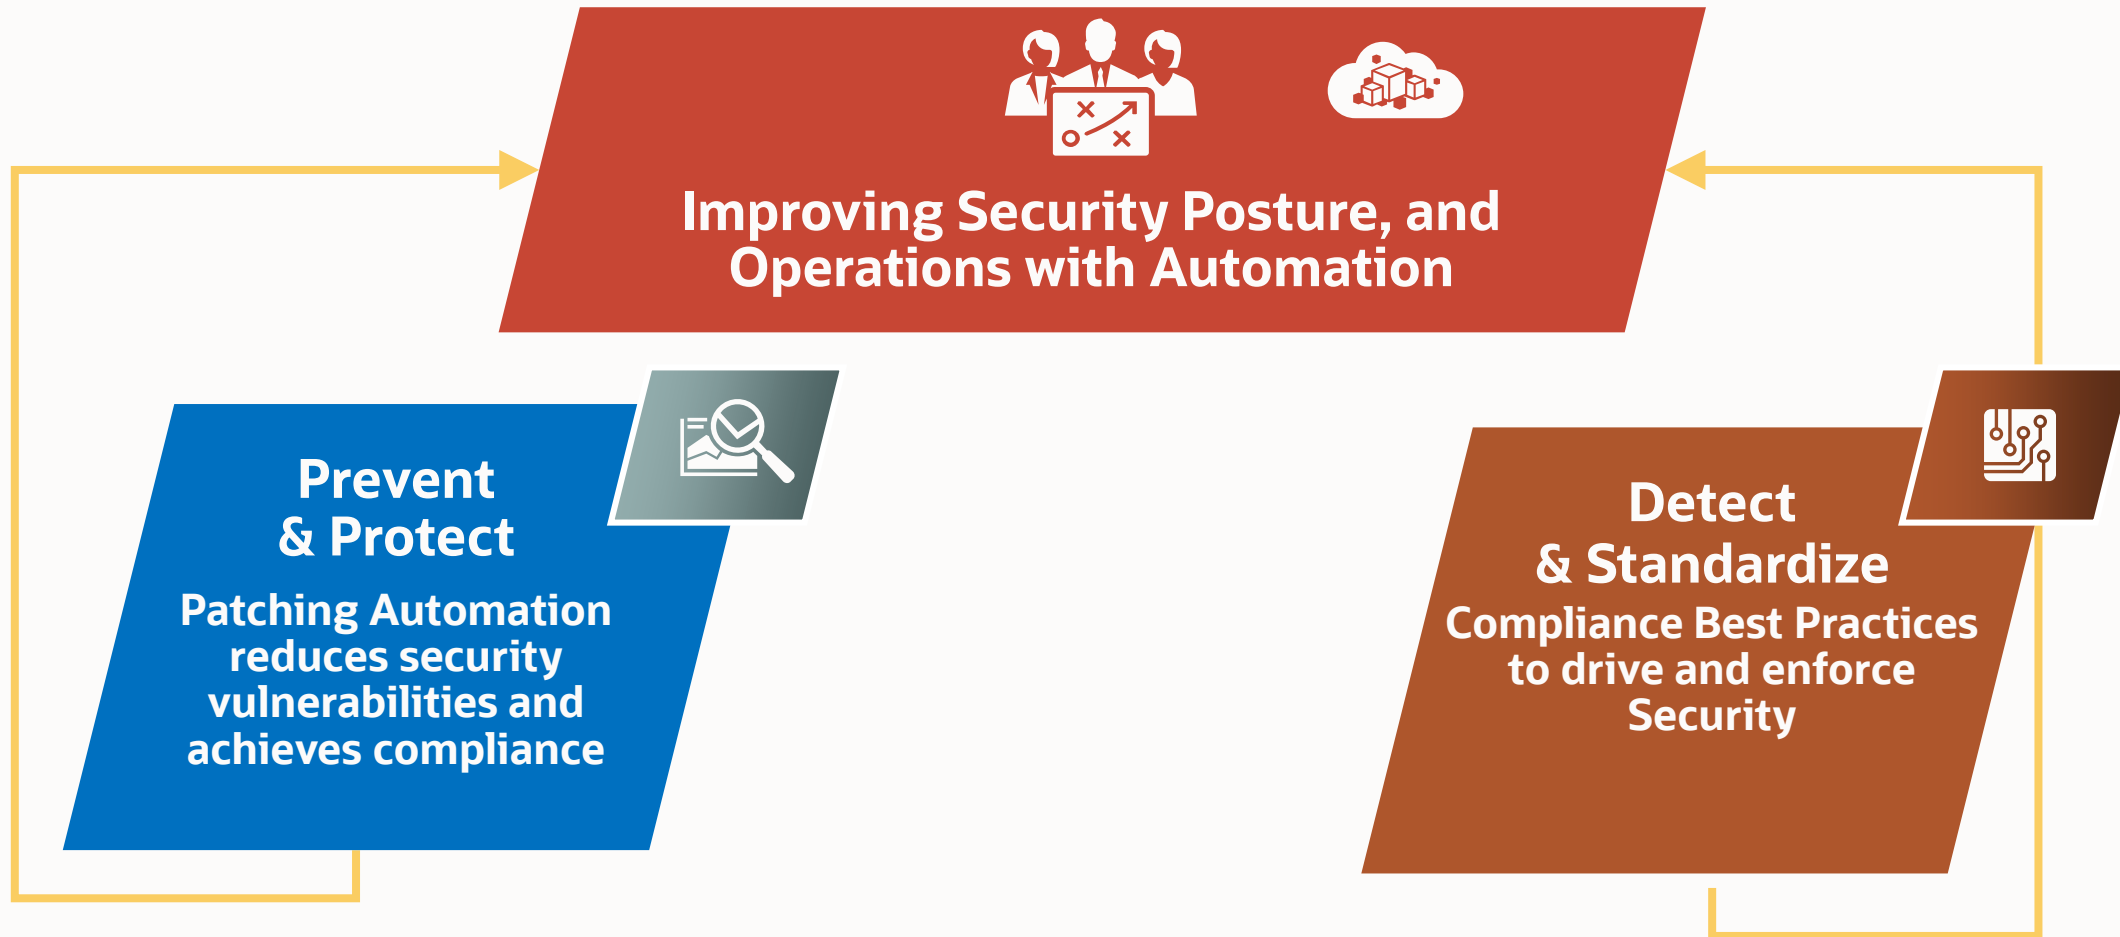 Improving Security Posture, and
Operations with Automation
Prevent
& Protect
Patching Automation
reduces security
vulnerabilities and
achieves compliance
Detect
& Standardize
Compliance Best Practices
to drive and enforce
Security